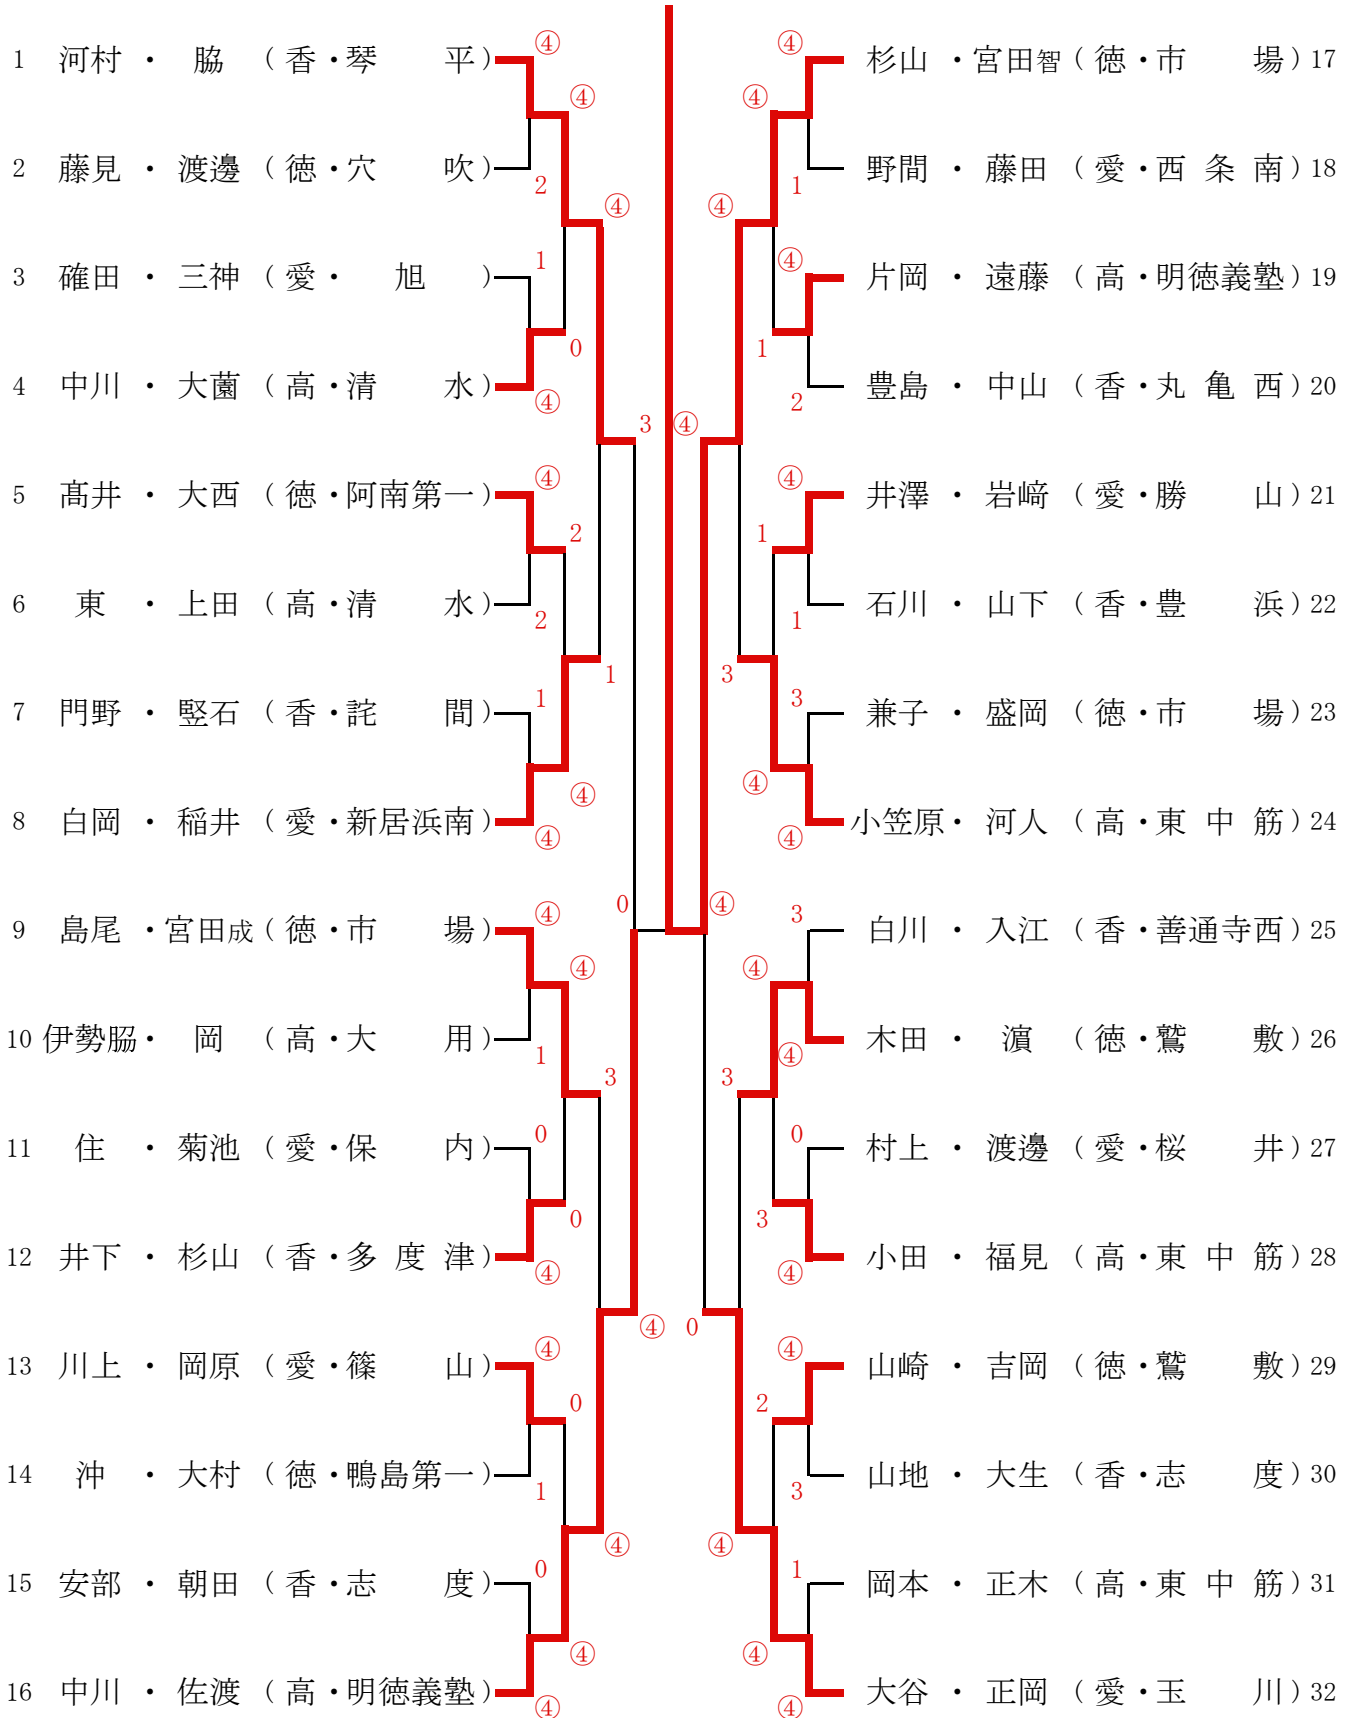 ④ ④
1 河村 ・ 脇 （香・琴 平） 杉山 ・宮田智（徳・市 場）17
④ ④
2 藤見 ・ 渡邊 （徳・穴 吹） 野間 ・ 藤田 （愛・西 条 南）18
2 1
④ ④
1 ④
3 確田 ・ 三神 （愛・ 旭 ） 片岡 ・ 遠藤 （高・明徳義塾）19
0 1
4 中川 ・ 大薗 （高・清 水） 豊島 ・ 中山 （香・丸 亀 西）20
④ 2
3 ④
④ ④
5 髙井 ・ 大西 （徳・阿南第一） 井澤 ・ 岩﨑 （愛・勝 山）21
2 1
6 東 ・ 上田 （高・清 水） 石川 ・ 山下 （香・豊 浜）22
2 1
1 3
1 3
7 門野 ・ 竪石 （香・詫 間） 兼子 ・ 盛岡 （徳・市 場）23
④ ④
8 白岡 ・ 稲井 （愛・新居浜南） 小笠原・ 河人 （高・東 中 筋）24
④ ④
0 ④
④ 3
9 島尾 ・宮田成（徳・市 場） 白川 ・ 入江 （香・善通寺西）25
④ ④
10 伊勢脇・ 岡 （高・大 用） 木田 ・ 濵 （徳・鷲 敷）26
1 ④
3 3
0 0
11 住 ・ 菊池 （愛・保 内） 村上 ・ 渡邊 （愛・桜 井）27
0 3
12 井下 ・ 杉山 （香・多 度 津） 小田 ・ 福見 （高・東 中 筋）28
④ ④
④ 0
④ ④
13 川上 ・ 岡原 （愛・篠 山） 山崎 ・ 吉岡 （徳・鷲 敷）29
0 2
14 沖 ・ 大村 （徳・鴨島第一） 山地 ・ 大生 （香・志 度）30
1 3
④ ④
0 1
15 安部 ・ 朝田 （香・志 度） 岡本 ・ 正木 （高・東 中 筋）31
④ ④
16 中川 ・ 佐渡 （高・明徳義塾） 大谷 ・ 正岡 （愛・玉 川）32
④ ④